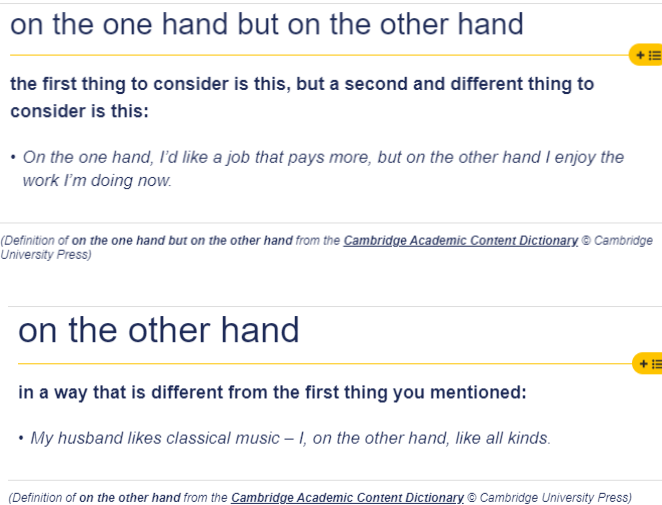 on the one hand but on the other hand
the first thing to consider is this, but a second and different thing to
consider is this:
• On the one hand, I'd like a job that pays more, but on the other hand I enjoy the
work I'm doing now.
(Definition of on the one hand but on the other hand from the Cambridge Academic Content Dictionary © Cambridge
University Press)
on the other hand
in a way that is different from the first thing you mentioned:
• My husband likes classical music – I, on the other hand, like all kinds.
(Definition of on the other hand from the Cambridge Academic Content Dictionary © Cambridge University Press)